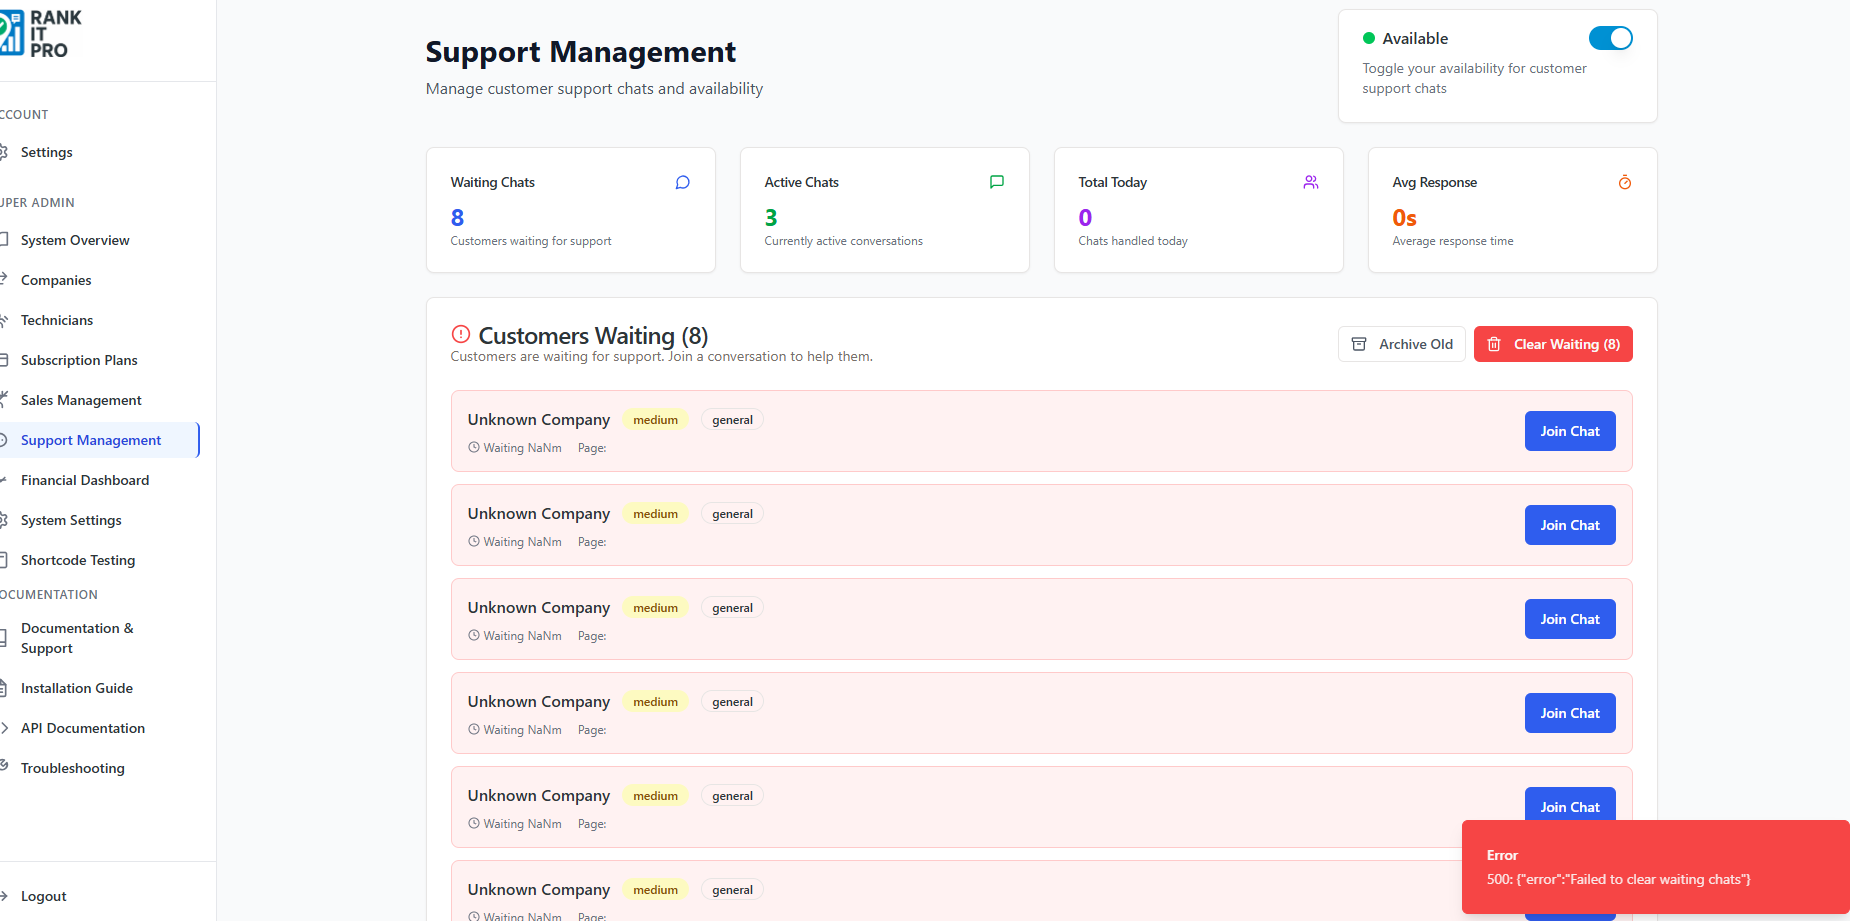 RANK
IT
PRO
CCOUNT
Settings
UPER ADMIN
System Overview
Companies
Technicians
Subscription Plans
Sales Management
Support Management
Financial Dashboard
System Settings
Shortcode Testing
OCUMENTATION
Documentation &
Support
Installation Guide
API Documentation
Troubleshooting
Logout
Support Management
Manage customer support chats and availability
Available
Toggle your availability for customer
support chats
Waiting Chats
8
Customers waiting for support
Active Chats
3
Currently active conversations
Total Today
0
Chats handled today
Avg Response
0s
Average response time
Customers Waiting (8)
Customers are waiting for support. Join a conversation to help them.
Archive Old
Clear Waiting (8)
Unknown Company medium general
Waiting NaNm Page:
Join Chat
Unknown Company medium general
Waiting NaNm Page:
Join Chat
Unknown Company medium general
Waiting NaNm Page:
Join Chat
Unknown Company medium general
Waiting NaNm Page:
Join Chat
Unknown Company medium general
Waiting NaNm Page:
Join Chat
Unknown Company medium general
Waiting NaNm Page:
Error
500: {"error":"Failed to clear waiting chats"}